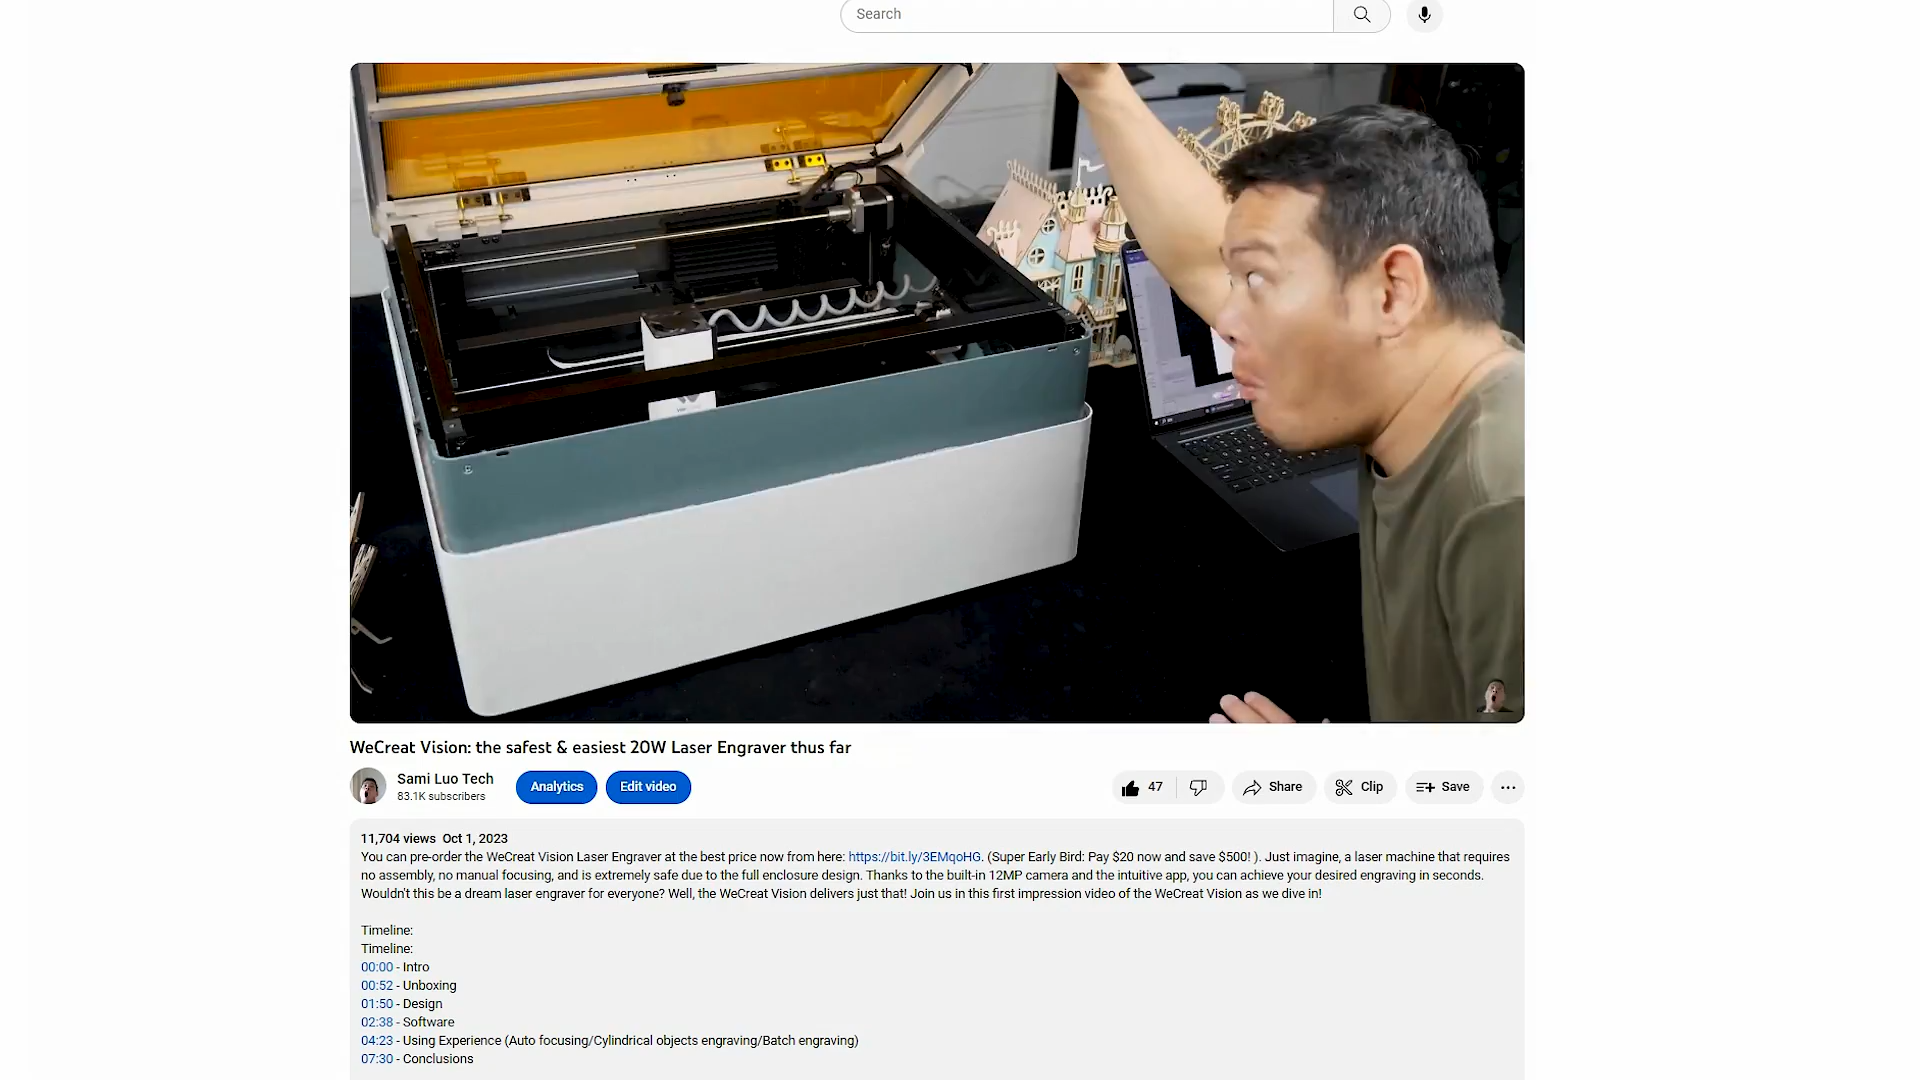 Search
WeCreat Vision: the safest & easiest 20W Laser Engraver thus far
Sami Luo Tech
83.1K subscribers
Analytics
Edit video
47
Share
Clip
Save
11,704 views Oct 1, 2023
You can pre-order the WeCreat Vision Laser Engraver at the best price now from here: https://bit.ly/3EMqoHG. (Super Early Bird: Pay $20 now and save $500! ). Just imagine, a laser machine that requires
no assembly, no manual focusing, and is extremely safe due to the full enclosure design. Thanks to the built-in 12MP camera and the intuitive app, you can achieve your desired engraving in seconds.
Wouldn't this be a dream laser engraver for everyone? Well, the WeCreat Vision delivers just that! Join us in this first impression video of the WeCreat Vision as we dive in!
Timeline:
Timeline:
00:00 - Intro
00:52 - Unboxing
01:50 - Design
02:38 - Software
04:23 - Using Experience (Auto focusing/Cylindrical objects engraving/Batch engraving)
07:30 - Conclusions